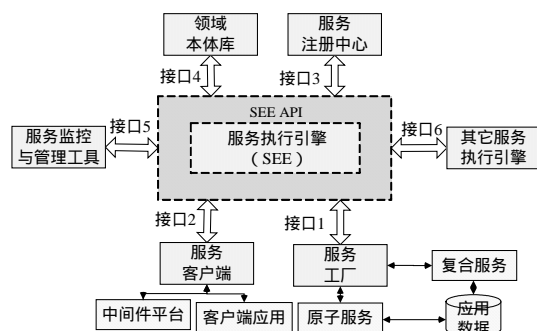 领域
本体库
服务
注册中心
接口4
接口3
SEE API
服务执行引擎
（SEE）
接口5
接口6
服务监控
与管理工具
其它服务
执行引擎
接口2
接口1
服务
客户端
服务
工厂
复合服务
中间件平台
客户端应用
原子服务
应用
数据